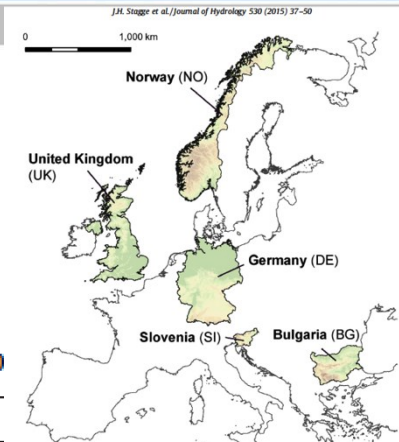 J.H. Stagge et al./Journal of Hydrology 530 (2015) 37–50
0 1,000 km
Norway (NO)
United Kingdom
(UK)
Germany (DE)
Slovenia (SI)
Bulgaria (BG)